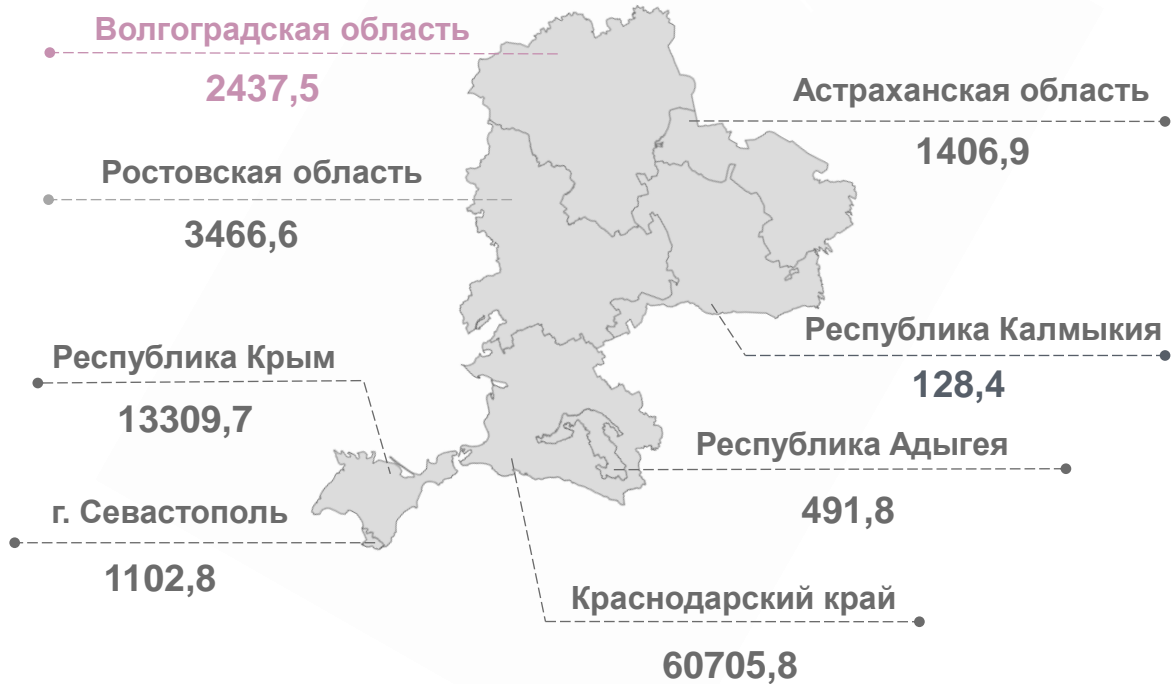 Волгоградская область
2437,5
Астраханская область
1406,9
Ростовская область
3466,6
Республика Калмыкия
128,4
Республика Крым
13309,7
Республика Адыгея
491,8
г. Севастополь
1102,8
Краснодарский край
60705,8